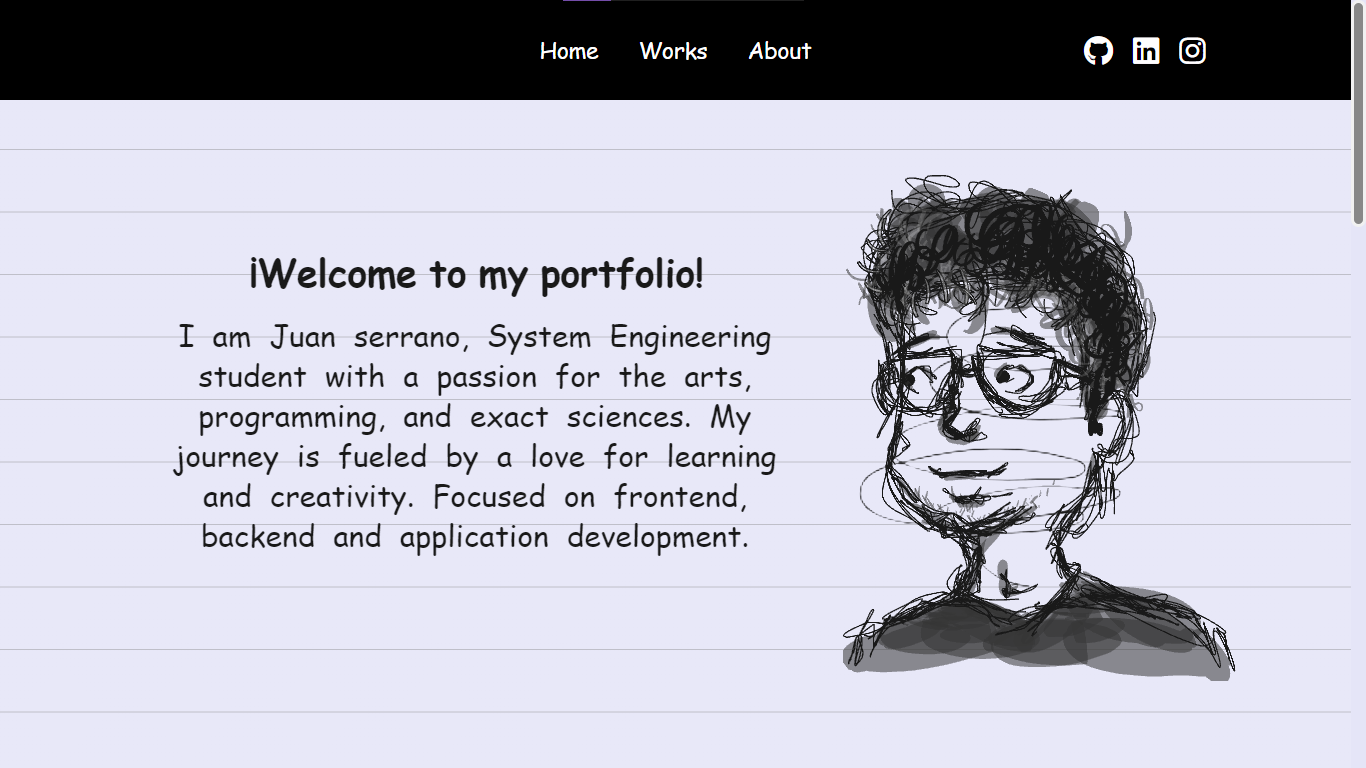 Home Works About
¡Welcome to my portfolio!
I am Juan serrano, System Engineering
student with a passion for the arts,
programming, and exact sciences. My
journey is fueled by a love for learning
and creativity. Focused on frontend,
backend and application development.